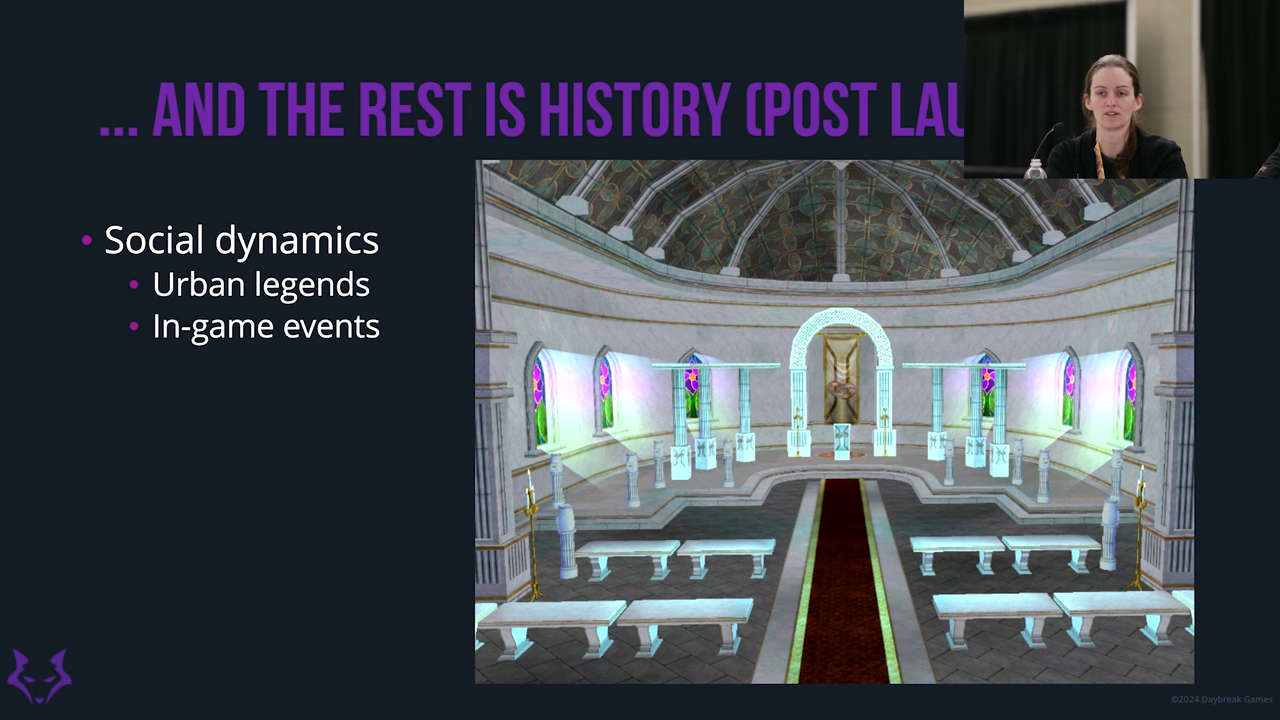 ... AND THE REST IS HISTORY (POST LAU
• Social dynamics
• Urban legends
• In-game events
©2024 Daybreak Games